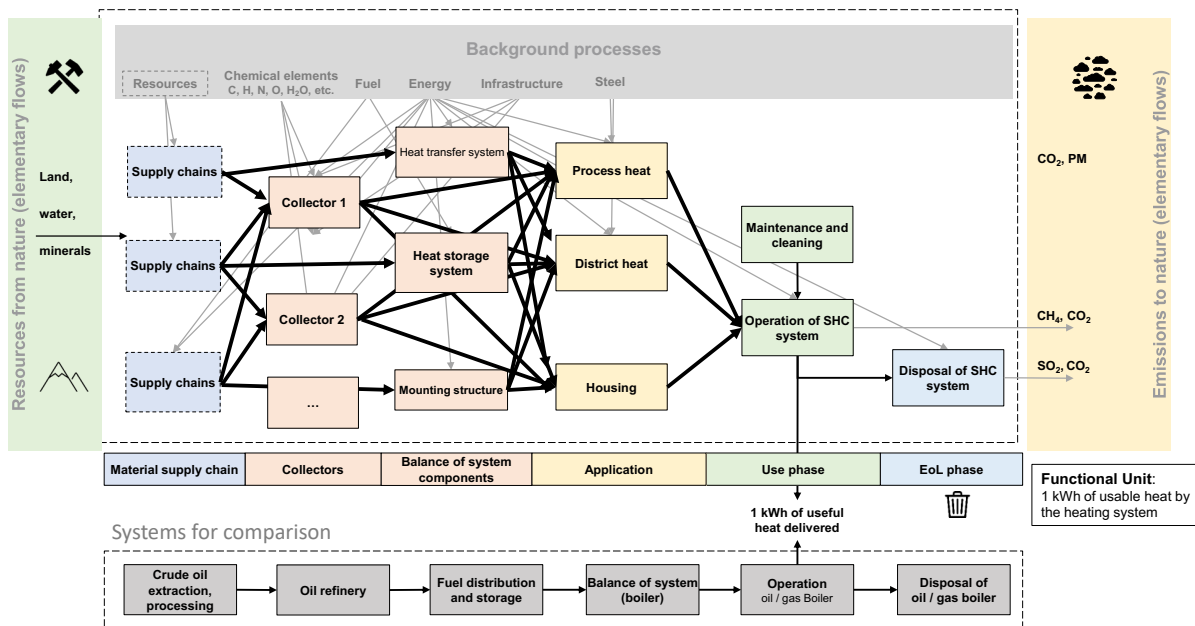 Resources from nature (elementary flows)
Land,
water,
minerals
Background processes
Resources
Chemical elements
C, H, N, O, H₂O, etc.
Fuel
Energy
Infrastructure
Steel
Supply chains
Supply chains
Supply chains
Collector 1
Collector 2
...
Heat transfer system
Heat storage
system
Mounting structure
Process heat
District heat
Housing
Maintenance and
cleaning
Operation of SHC
system
Disposal of SHC
system
CO₂, PM
CH₄, CO₂
SO₂, CO₂
Emissions to nature (elementary flows)
Material supply chain
Collectors
Balance of system
components
Application
Use phase
EoL phase
Functional Unit:
1 kWh of usable heat by
the heating system
1 kWh of useful
heat delivered
Systems for comparison
Crude oil
extraction,
processing
Oil refinery
Fuel distribution
and storage
Balance of system
(boiler)
Operation
oil / gas Boiler
Disposal of
oil / gas boiler